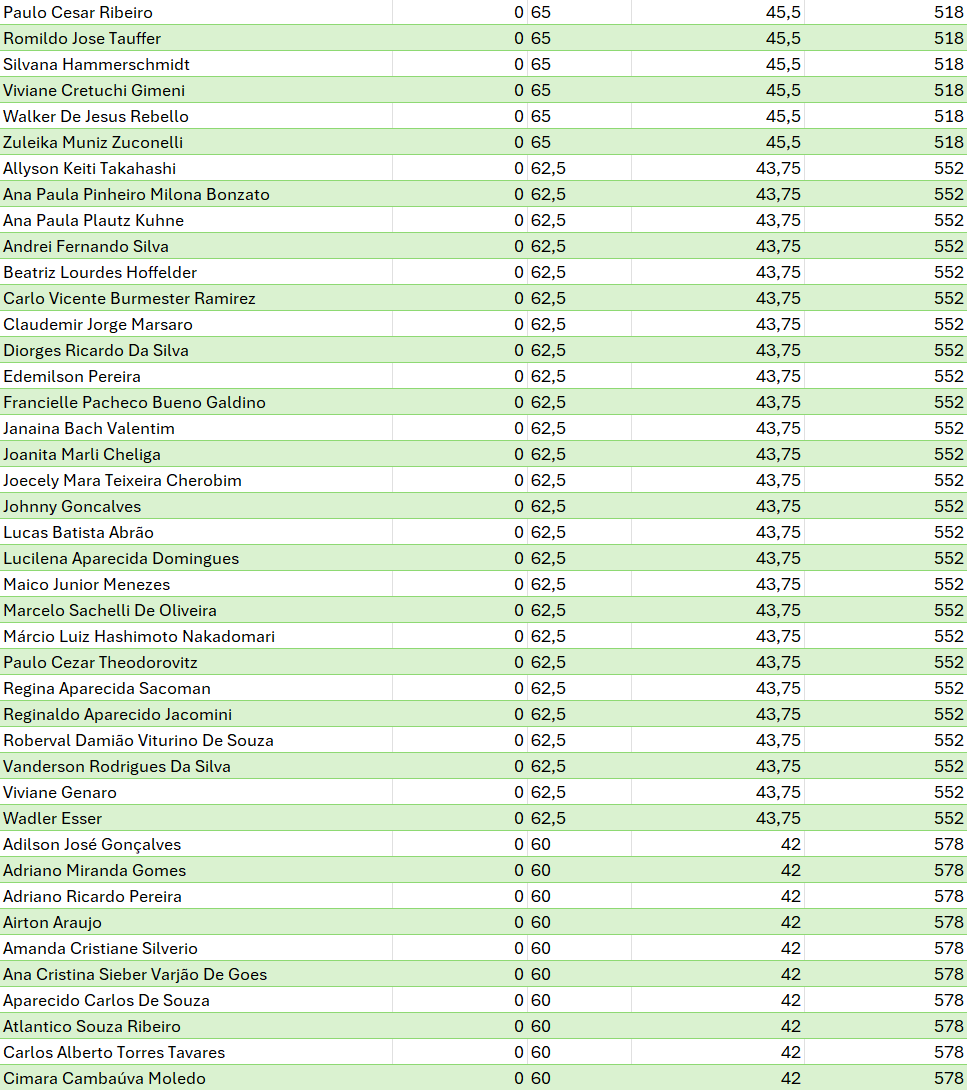 Paulo Cesar Ribeiro 0 65 45,5 518
Romildo Jose Tauffer 0 65 45,5 518
Silvana Hammerschmidt 0 65 45,5 518
Viviane Cretuchi Gimeni 0 65 45,5 518
Walker De Jesus Rebello 0 65 45,5 518
Zuleika Muniz Zuconelli 0 65 45,5 518
Allyson Keiti Takahashi 0 62,5 43,75 552
Ana Paula Pinheiro Milona Bonzato 0 62,5 43,75 552
Ana Paula Plautz Kuhne 0 62,5 43,75 552
Andrei Fernando Silva 0 62,5 43,75 552
Beatriz Lourdes Hoffelder 0 62,5 43,75 552
Carlo Vicente Burmester Ramirez 0 62,5 43,75 552
Claudemir Jorge Marsaro 0 62,5 43,75 552
Diorges Ricardo Da Silva 0 62,5 43,75 552
Edemilson Pereira 0 62,5 43,75 552
Francielle Pacheco Bueno Galdino 0 62,5 43,75 552
Janaina Bach Valentim 0 62,5 43,75 552
Joanita Marli Cheliga 0 62,5 43,75 552
Joecely Mara Teixeira Cherobim 0 62,5 43,75 552
Johnny Goncalves 0 62,5 43,75 552
Lucas Batista Abrão 0 62,5 43,75 552
Lucilena Aparecida Domingues 0 62,5 43,75 552
Maico Junior Menezes 0 62,5 43,75 552
Marcelo Sachelli De Oliveira 0 62,5 43,75 552
Márcio Luiz Hashimoto Nakadomari 0 62,5 43,75 552
Paulo Cezar Theodorovitz 0 62,5 43,75 552
Regina Aparecida Sacoman 0 62,5 43,75 552
Reginaldo Aparecido Jacomini 0 62,5 43,75 552
Roberval Damião Viturino De Souza 0 62,5 43,75 552
Vanderson Rodrigues Da Silva 0 62,5 43,75 552
Viviane Genaro 0 62,5 43,75 552
Wadler Esser 0 62,5 43,75 552
Adilson José Gonçalves 0 60 42 578
Adriano Miranda Gomes 0 60 42 578
Adriano Ricardo Pereira 0 60 42 578
Airton Araujo 0 60 42 578
Amanda Cristiane Silverio 0 60 42 578
Ana Cristina Sieber Varjão De Goes 0 60 42 578
Aparecido Carlos De Souza 0 60 42 578
Atlantico Souza Ribeiro 0 60 42 578
Carlos Alberto Torres Tavares 0 60 42 578
Cimara Cambaúva Moledo 0 60 42 578